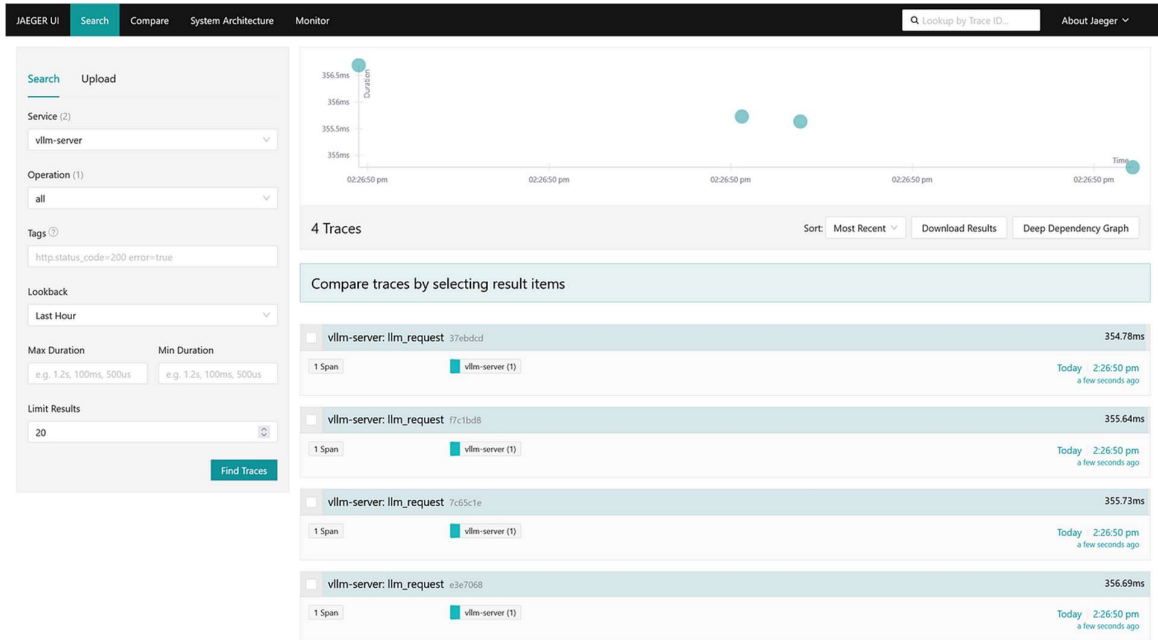 JAEGER UI Search Compare System Architecture Monitor Lookup by Trace ID... About Jaeger
Search Upload
Service (2)
vllm-server
Operation (1)
all
Tags
http.status_code=200 error=true
Lookback
Last Hour
Max Duration Min Duration
e.g. 1.2s, 100ms, 500us e.g. 1.2s, 100ms, 500us
Limit Results
20
Find Traces
Duration
356.5ms
356ms
355.5ms
355ms
Time
02:26:50 pm 02:26:50 pm 02:26:50 pm 02:26:50 pm 02:26:50 pm
4 Traces Sort: Most Recent Download Results Deep Dependency Graph
Compare traces by selecting result items
vllm-server: llm_request 37ebdcd 354.78ms
1 Span vllm-server (1) Today 2:26:50 pm
a few seconds ago
vllm-server: llm_request f7c1bd8 355.64ms
1 Span vllm-server (1) Today 2:26:50 pm
a few seconds ago
vllm-server: llm_request 7c65c1e 355.73ms
1 Span vllm-server (1) Today 2:26:50 pm
a few seconds ago
vllm-server: llm_request e3e7068 356.69ms
1 Span vllm-server (1) Today 2:26:50 pm
a few seconds ago